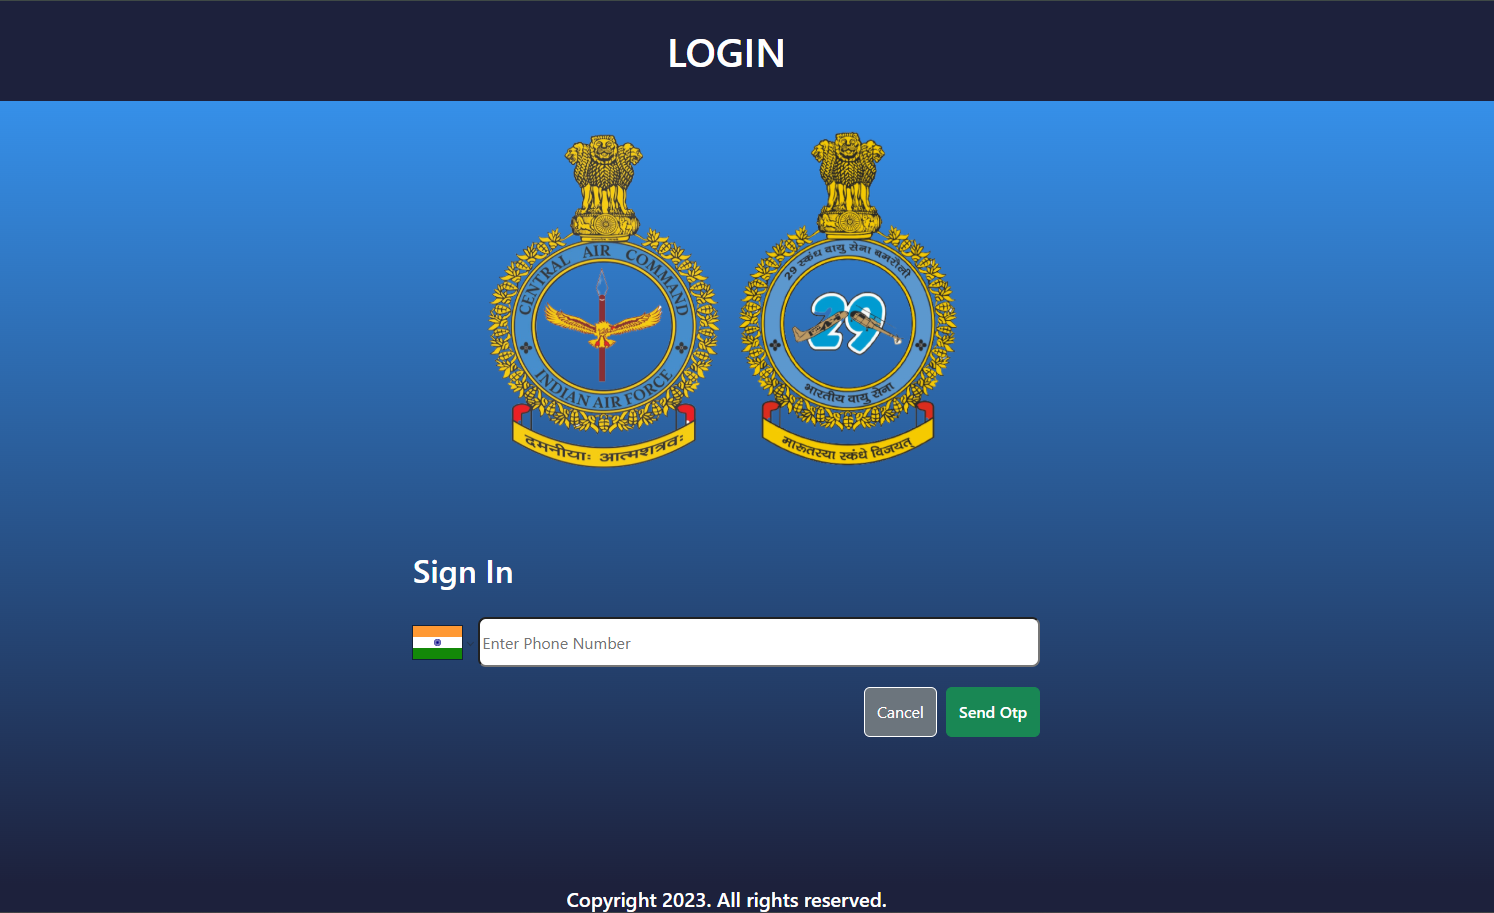 LOGIN
CENTRAL AIR COMMAND
INDIAN AIR FORCE
दमनीयाः आत्मशत्रवः
29 स्कंध वायु सेना बमरौली
29
भारतीय वायु सेना
मारुतस्या स्कंधे विजयत्
Sign In
Enter Phone Number
Cancel
Send Otp
Copyright 2023. All rights reserved.